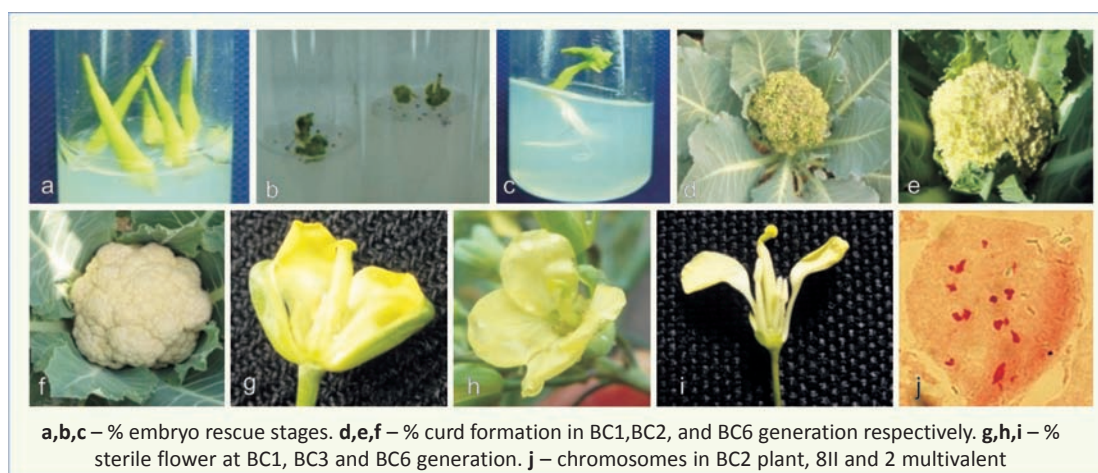 a
b
c
d
e
f
g
h
i
j
a,b,c – % embryo rescue stages. d,e,f – % curd formation in BC1,BC2, and BC6 generation respectively. g,h,i – %
sterile flower at BC1, BC3 and BC6 generation. j – chromosomes in BC2 plant, 8II and 2 multivalent